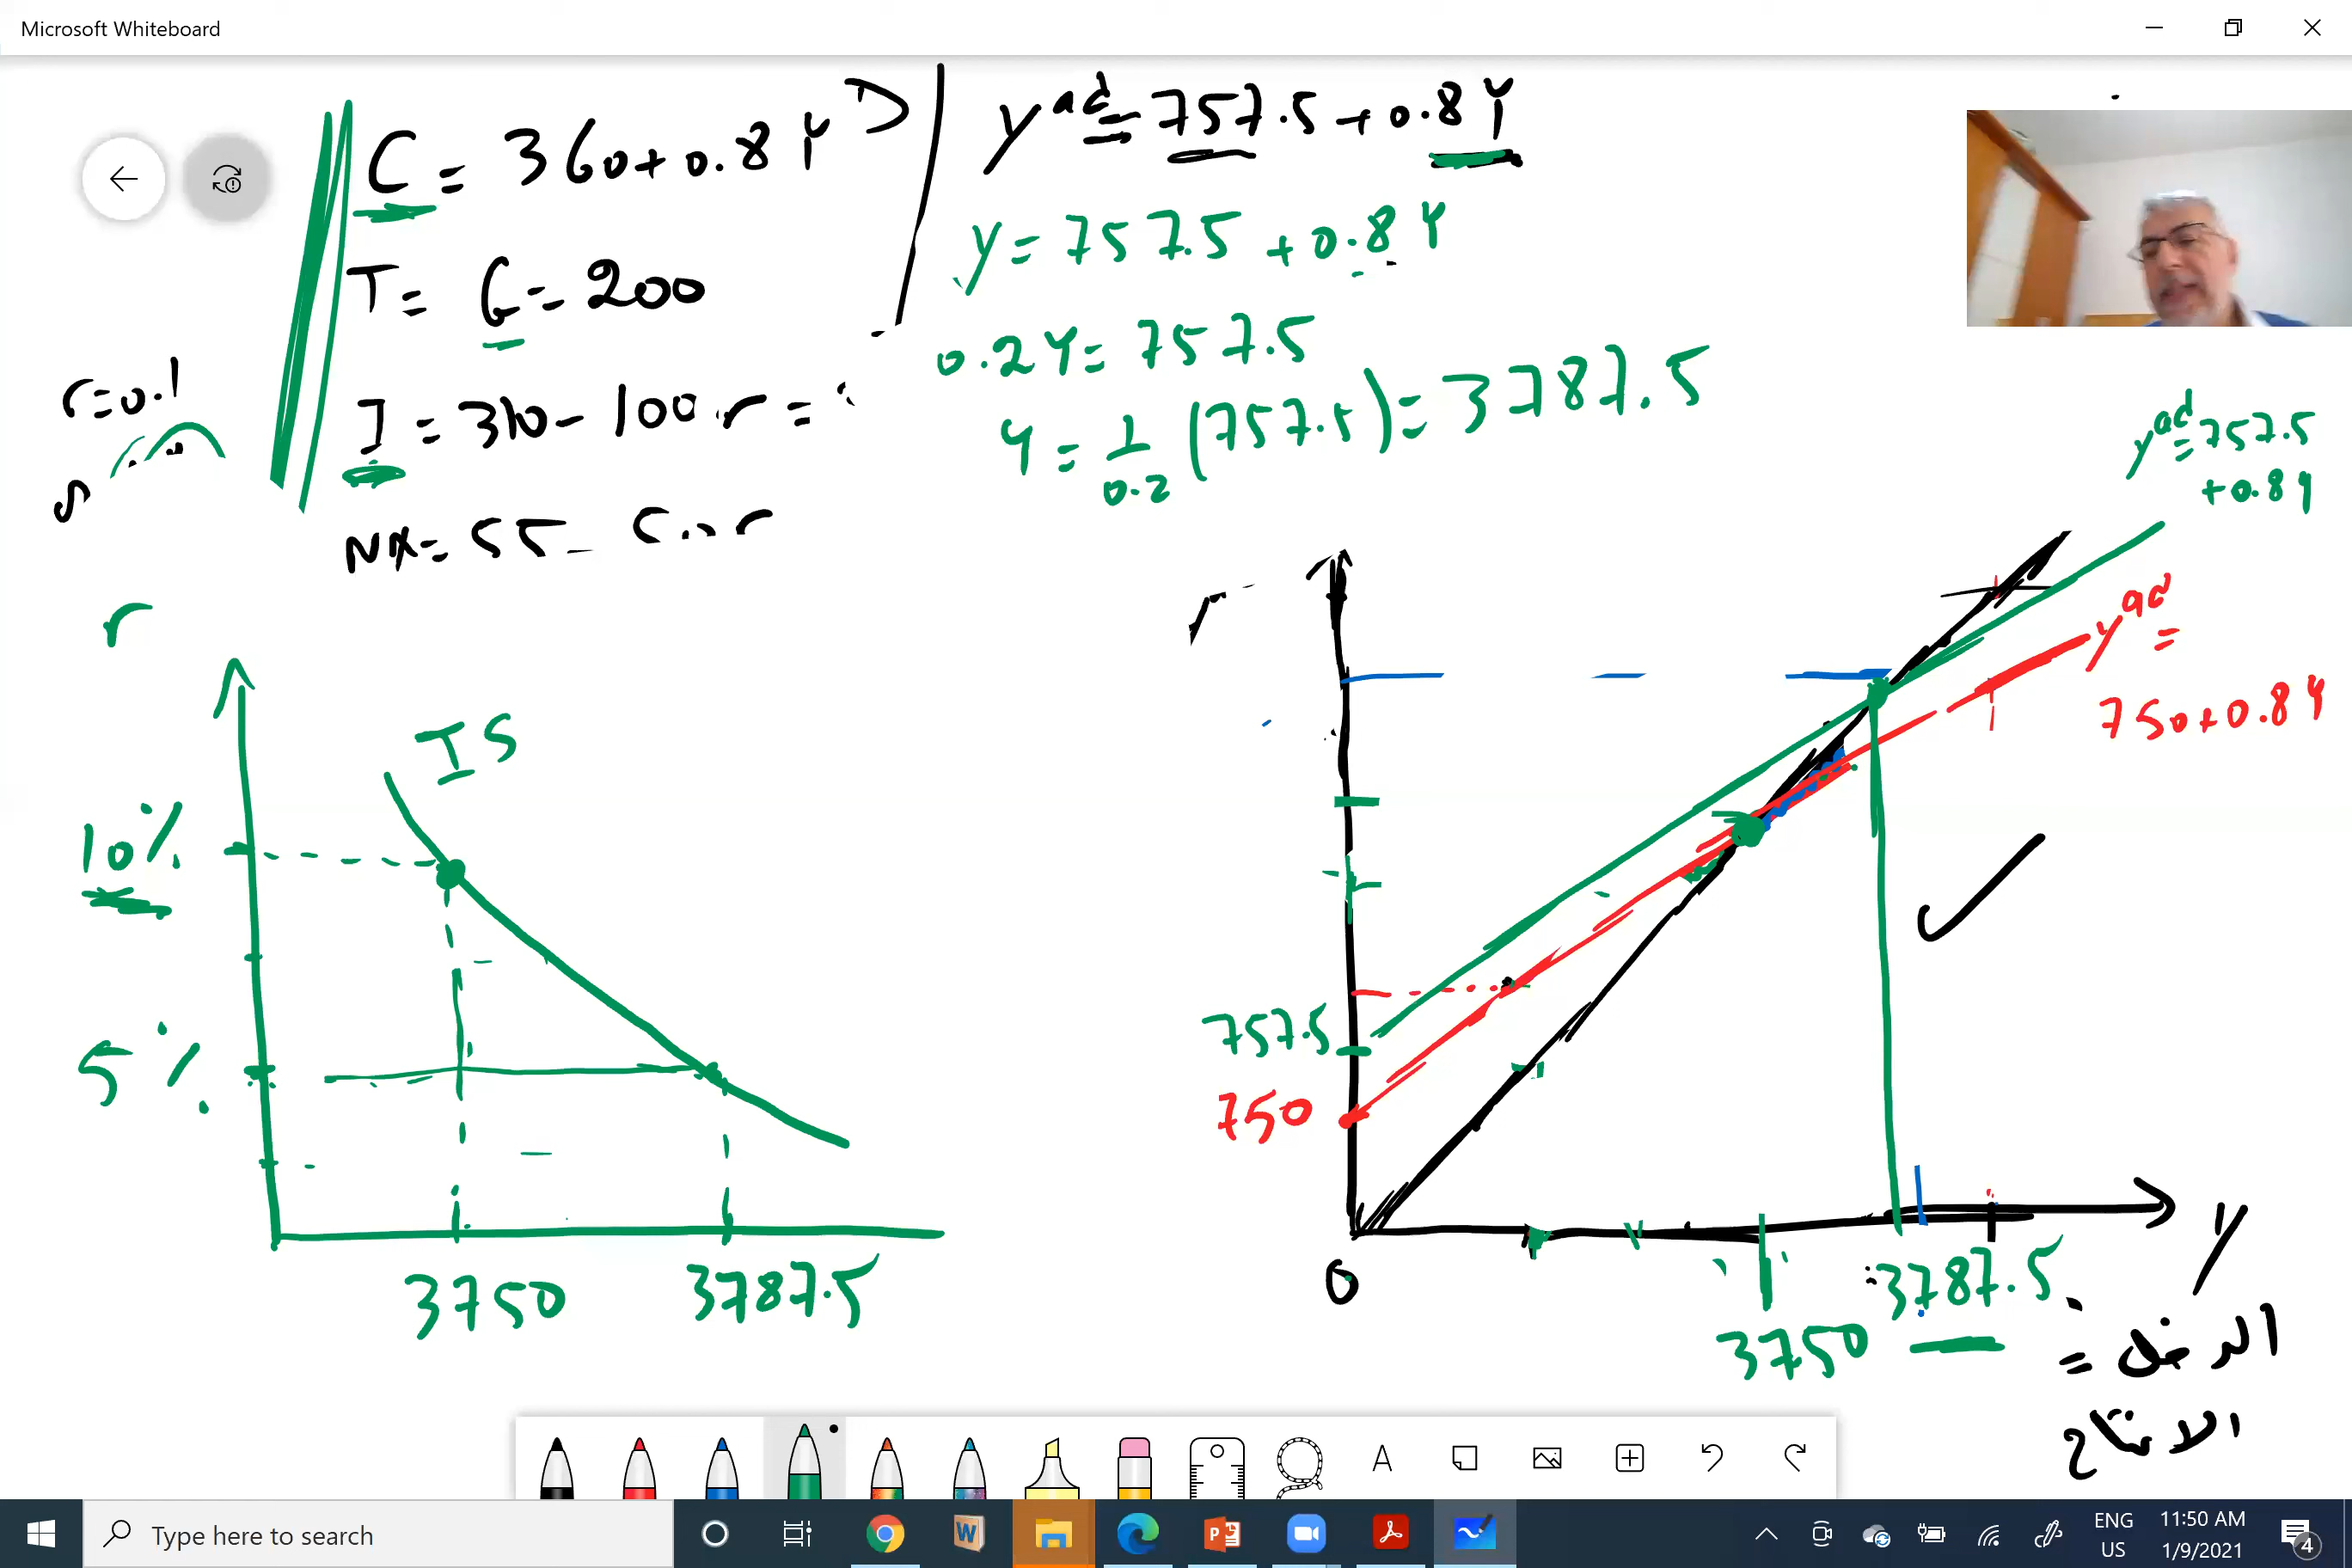 Microsoft Whiteboard
C = 360 + 0.8 Y D
T = G = 200
r = 0.1
I = 310 - 100 r =
NX = 55 -
y ad = 757.5 + 0.8 Y
y = 757.5 + 0.8 Y
0.2 Y = 757.5
Y = 1/0.2 (757.5) = 3787.5
y ad = 757.5
+ 0.8 Y
y ad =
750 + 0.8 Y
r
IS
10%
5%
3750
3787.5
r
757.5
750
0
3750
3787.5
y
= الدخل
الانتاج
Type here to search
ENG
US
11:50 AM
1/9/2021
4